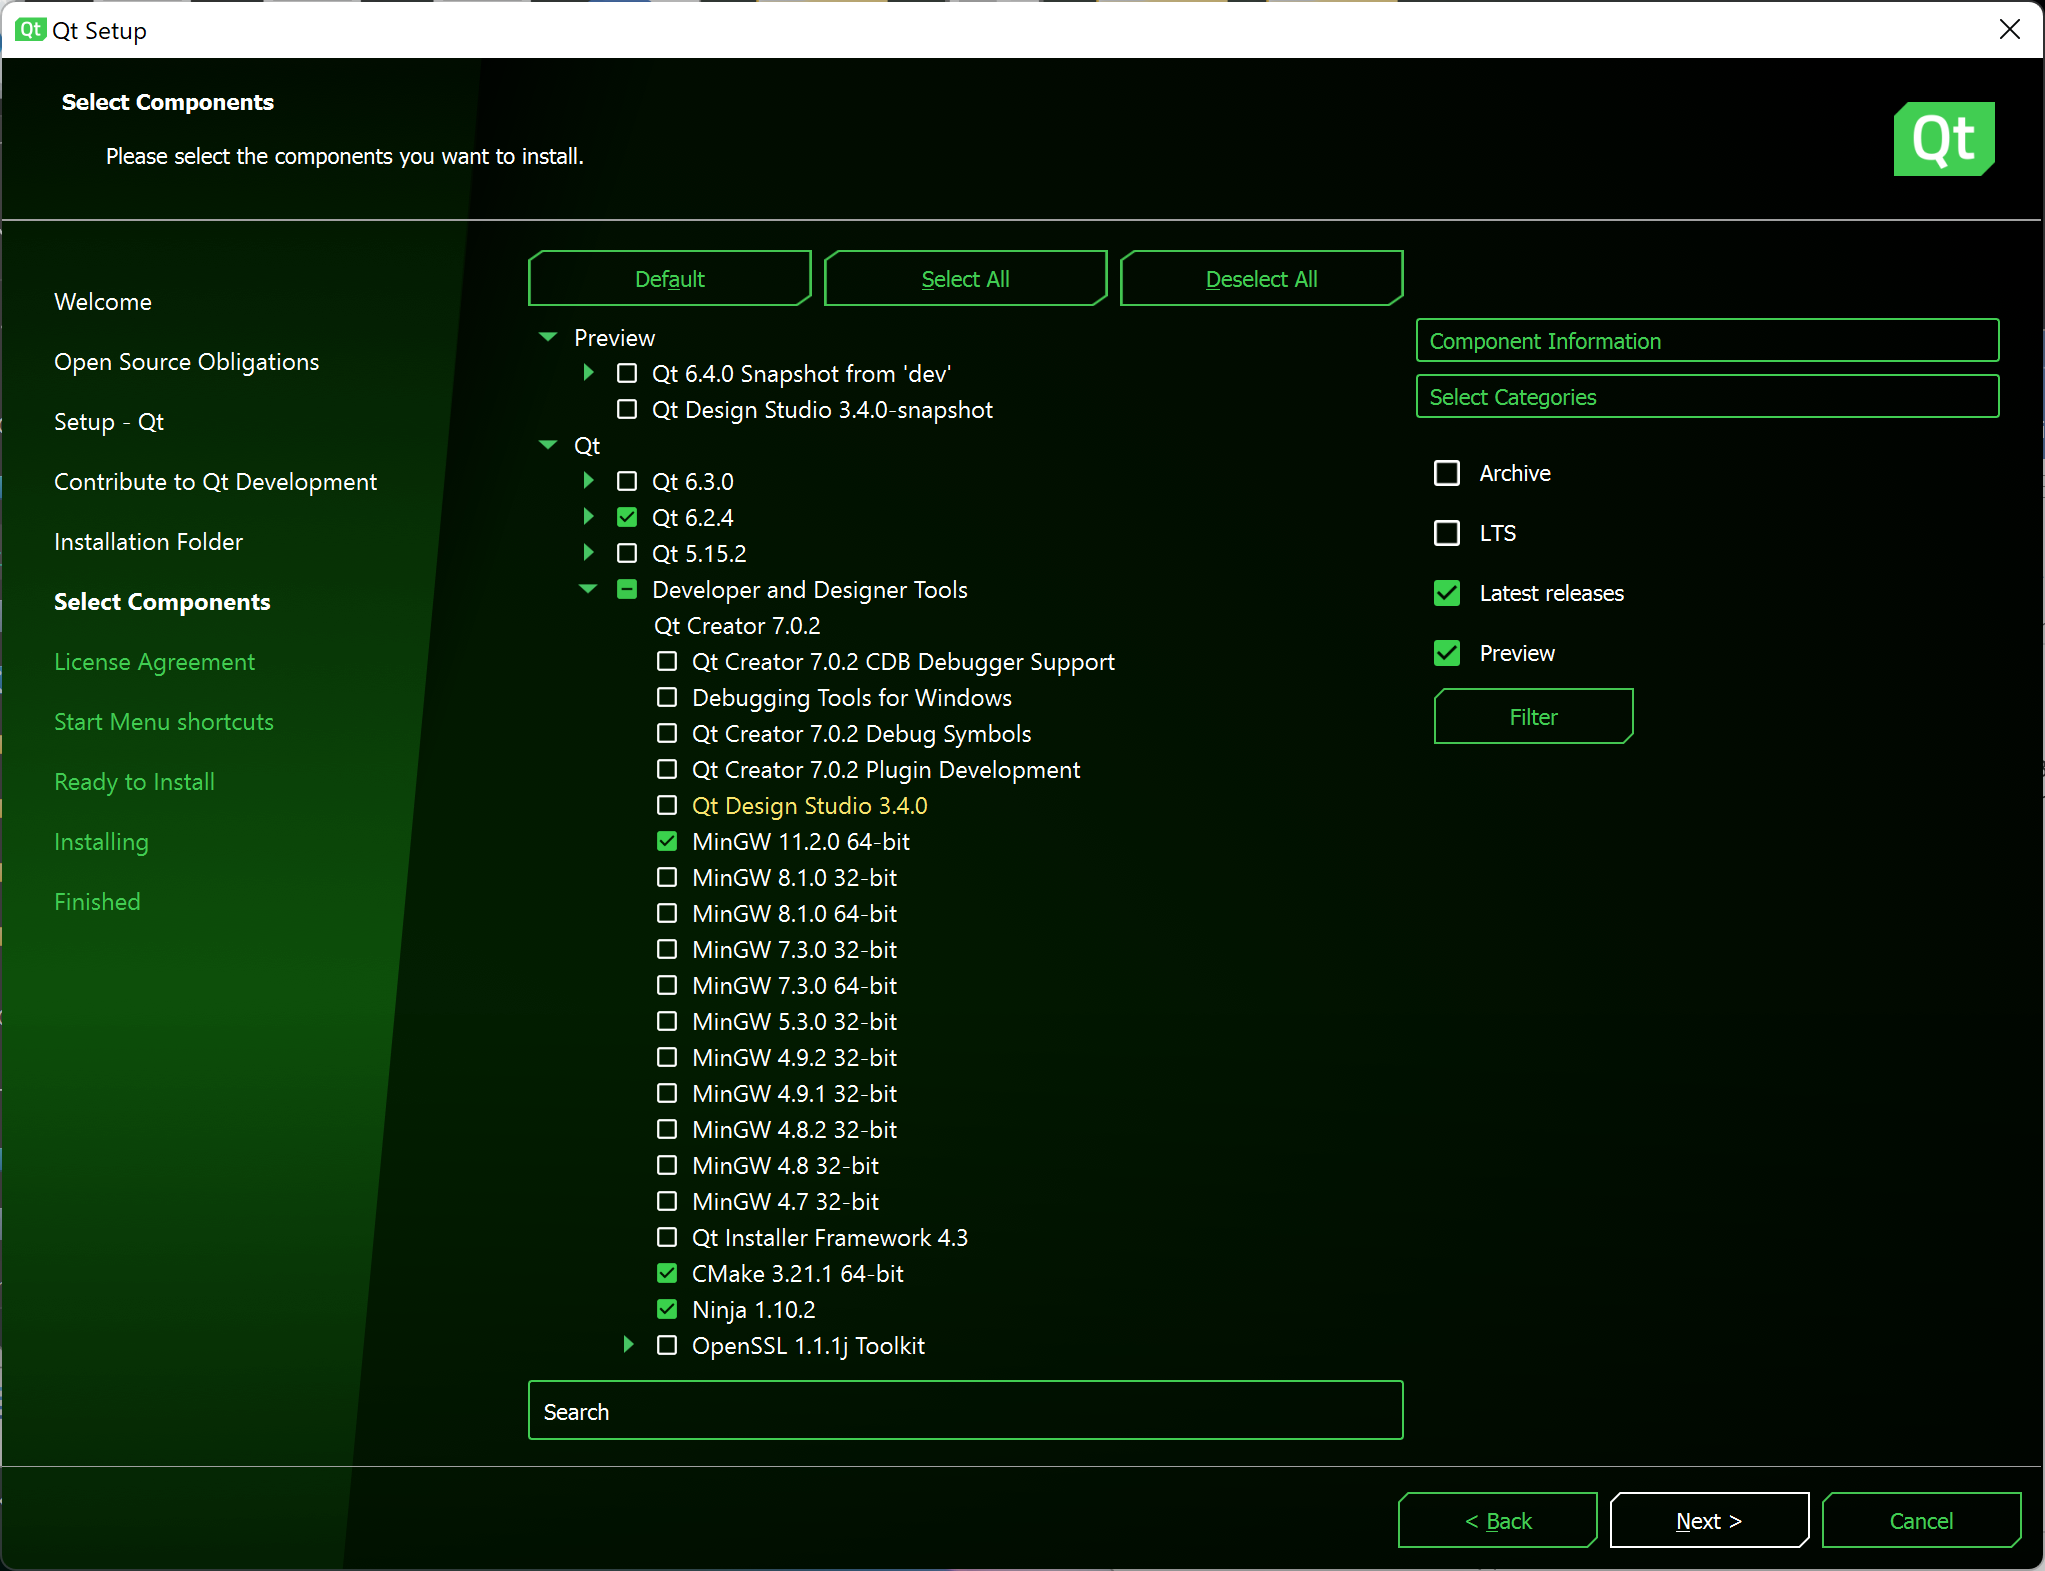 Qt Qt Setup
Select Components
Please select the components you want to install.
Qt
Welcome
Open Source Obligations
Setup - Qt
Contribute to Qt Development
Installation Folder
Select Components
License Agreement
Start Menu shortcuts
Ready to Install
Installing
Finished
Default
Select All
Deselect All
Preview
Qt 6.4.0 Snapshot from 'dev'
Qt Design Studio 3.4.0-snapshot
Qt
Qt 6.3.0
Qt 6.2.4
Qt 5.15.2
Developer and Designer Tools
Qt Creator 7.0.2
Qt Creator 7.0.2 CDB Debugger Support
Debugging Tools for Windows
Qt Creator 7.0.2 Debug Symbols
Qt Creator 7.0.2 Plugin Development
Qt Design Studio 3.4.0
MinGW 11.2.0 64-bit
MinGW 8.1.0 32-bit
MinGW 8.1.0 64-bit
MinGW 7.3.0 32-bit
MinGW 7.3.0 64-bit
MinGW 5.3.0 32-bit
MinGW 4.9.2 32-bit
MinGW 4.9.1 32-bit
MinGW 4.8.2 32-bit
MinGW 4.8 32-bit
MinGW 4.7 32-bit
Qt Installer Framework 4.3
CMake 3.21.1 64-bit
Ninja 1.10.2
OpenSSL 1.1.1j Toolkit
Search
Component Information
Select Categories
Archive
LTS
Latest releases
Preview
Filter
< Back
Next >
Cancel